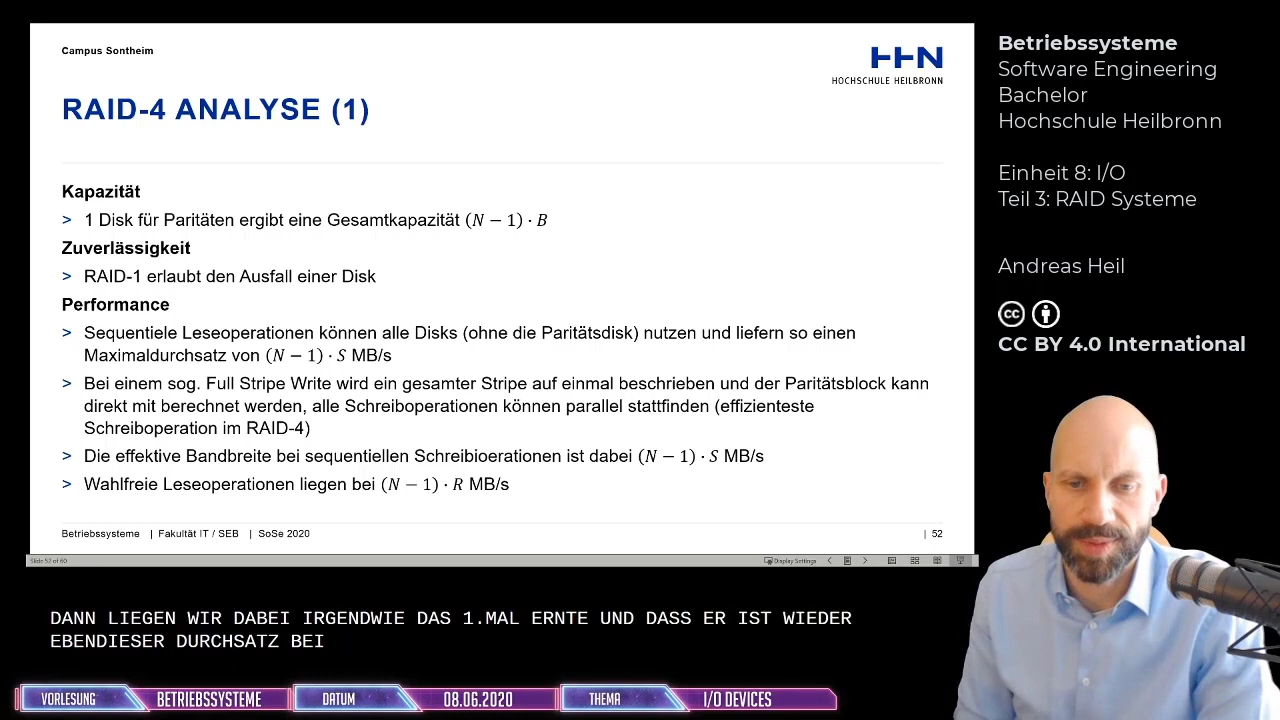 Campus Sontheim
HHN
HOCHSCHULE HEILBRONN
RAID-4 ANALYSE (1)
Kapazität
> 1 Disk für Paritäten ergibt eine Gesamtkapazität (N − 1) · B
Zuverlässigkeit
> RAID-1 erlaubt den Ausfall einer Disk
Performance
> Sequentiele Leseoperationen können alle Disks (ohne die Paritätsdisk) nutzen und liefern so einen
Maximaldurchsatz von (N − 1) · S MB/s
> Bei einem sog. Full Stripe Write wird ein gesamter Stripe auf einmal beschrieben und der Paritätsblock kann
direkt mit berechnet werden, alle Schreiboperationen können parallel stattfinden (effizienteste
Schreiboperation im RAID-4)
> Die effektive Bandbreite bei sequentiellen Schreibioerationen ist dabei (N − 1) · S MB/s
> Wahlfreie Leseoperationen liegen bei (N − 1) · R MB/s
Betriebssysteme | Fakultät IT / SEB | SoSe 2020 | 52
Slide 52 of 60 Display Settings
Betriebssysteme
Software Engineering
Bachelor
Hochschule Heilbronn
Einheit 8: I/O
Teil 3: RAID Systeme
Andreas Heil
cc
CC BY 4.0 International
DANN LIEGEN WIR DABEI IRGENDWIE DAS 1.MAL ERNTE UND DASS ER IST WIEDER
EBENDIESER DURCHSATZ BEI
VORLESUNG BETRIEBSSYSTEME DATUM 08.06.2020 THEMA I/O DEVICES